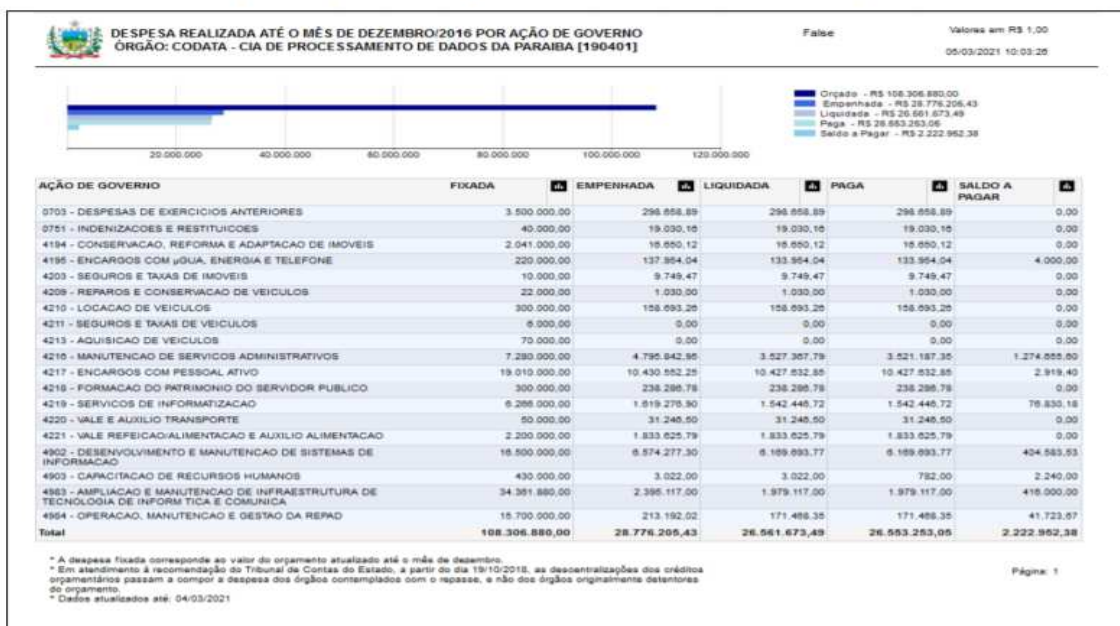 DESPESA REALIZADA ATÉ O MÊS DE DEZEMBRO/2016 POR AÇÃO DE GOVERNO
ÓRGÃO: CODATA - CIA DE PROCESSAMENTO DE DADOS DA PARAIBA [190401]
False
Valores em R$ 1,00
05/03/2021 10:03:26
Orçado - R$ 108.306.880,00
Empenhada - R$ 28.776.205,43
Liquidada - R$ 26.561.673,49
Paga - R$ 26.553.253,05
Saldo a Pagar - R$ 2.222.952,38
20.000.000 40.000.000 60.000.000 80.000.000 100.000.000 120.000.000
AÇÃO DE GOVERNO FIXADA EMPENHADA LIQUIDADA PAGA SALDO A
PAGAR
0703 - DESPESAS DE EXERCICIOS ANTERIORES 3.500.000,00 298.658,89 298.658,89 298.658,89 0,00
0751 - INDENIZACOES E RESTITUICOES 40.000,00 19.030,16 19.030,16 19.030,16 0,00
4194 - CONSERVACAO, REFORMA E ADAPTACAO DE IMOVEIS 2.041.000,00 16.650,12 16.650,12 16.650,12 0,00
4195 - ENCARGOS COM µGUA, ENERGIA E TELEFONE 220.000,00 137.954,04 133.954,04 133.954,04 4.000,00
4203 - SEGUROS E TAXAS DE IMOVEIS 10.000,00 9.749,47 9.749,47 9.749,47 0,00
4209 - REPAROS E CONSERVACAO DE VEICULOS 22.000,00 1.030,00 1.030,00 1.030,00 0,00
4210 - LOCACAO DE VEICULOS 300.000,00 158.693,26 158.693,26 158.693,26 0,00
4211 - SEGUROS E TAXAS DE VEICULOS 6.000,00 0,00 0,00 0,00 0,00
4213 - AQUISICAO DE VEICULOS 70.000,00 0,00 0,00 0,00 0,00
4216 - MANUTENCAO DE SERVICOS ADMINISTRATIVOS 7.280.000,00 4.795.842,95 3.527.367,79 3.521.187,35 1.274.655,60
4217 - ENCARGOS COM PESSOAL ATIVO 19.010.000,00 10.430.552,25 10.427.632,85 10.427.632,85 2.919,40
4218 - FORMACAO DO PATRIMONIO DO SERVIDOR PUBLICO 300.000,00 238.286,78 238.286,78 238.286,78 0,00
4219 - SERVICOS DE INFORMATIZACAO 6.266.000,00 1.619.276,90 1.542.446,72 1.542.446,72 76.830,18
4220 - VALE E AUXILIO TRANSPORTE 50.000,00 31.246,50 31.246,50 31.246,50 0,00
4221 - VALE REFEICAO/ALIMENTACAO E AUXILIO ALIMENTACAO 2.200.000,00 1.833.625,79 1.833.625,79 1.833.625,79 0,00
4902 - DESENVOLVIMENTO E MANUTENCAO DE SISTEMAS DE
INFORMACAO 16.500.000,00 6.574.277,30 6.169.693,77 6.169.693,77 404.583,53
4903 - CAPACITACAO DE RECURSOS HUMANOS 430.000,00 3.022,00 3.022,00 782,00 2.240,00
4983 - AMPLIACAO E MANUTENCAO DE INFRAESTRUTURA DE
TECNOLOGIA DE INFORM TICA E COMUNICA 34.361.880,00 2.395.117,00 1.979.117,00 1.979.117,00 416.000,00
4984 - OPERACAO, MANUTENCAO E GESTAO DA REPAD 15.700.000,00 213.192,02 171.468,35 171.468,35 41.723,67
Total 108.306.880,00 28.776.205,43 26.561.673,49 26.553.253,05 2.222.952,38
* A despesa fixada corresponde ao valor do orçamento atualizado até o mês de dezembro.
* Em atendimento à recomendação do Tribunal de Contas do Estado, a partir do dia 19/10/2018, as descentralizações dos créditos
orçamentários passam a compor a despesa dos órgãos contemplados com o repasse, e não dos órgãos originalmente detentores
do orçamento.
* Dados atualizados até: 04/03/2021
Página: 1